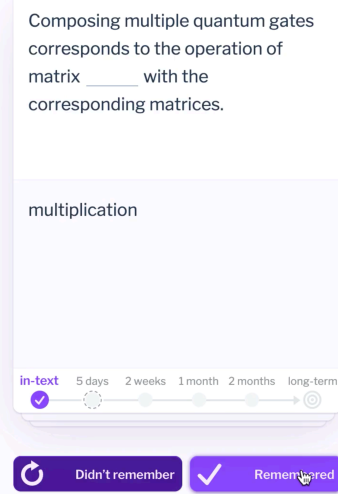 Composing multiple quantum gates
corresponds to the operation of
matrix ______ with the
corresponding matrices.
multiplication
in-text 5 days 2 weeks 1 month 2 months long-term
Didn't remember Remembered